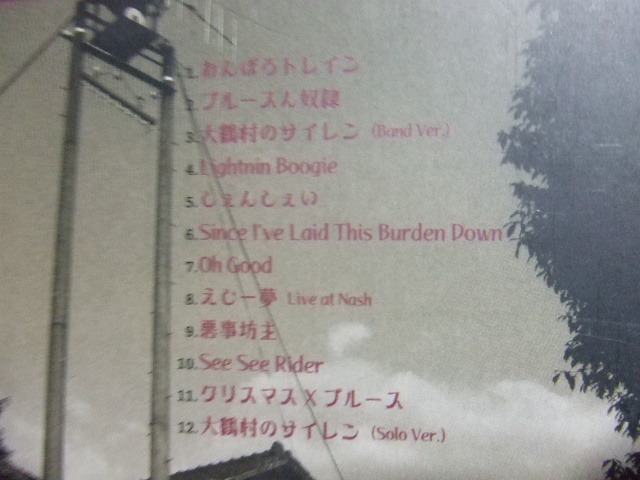 1. おんぼろトレイン
2. ブルースん奴隷
3. 大鶴村のサイレン (Band Ver.)
4. Lightnin Boogie
5. しぇんしぇい
6. Since I've Laid This Burden Down
7. Oh Good
8. えじー夢 Live at Nash
9. 悪事坊主
10. See See Rider
11. クリスマス X ブルース
12. 大鶴村のサイレン (Solo Ver.)